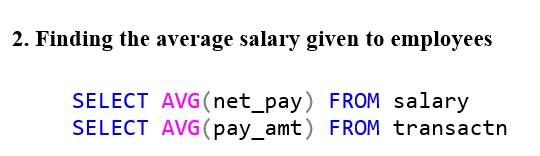 2. Finding the average salary given to employees
SELECT AVG(net_pay) FROM salary
SELECT AVG(pay_amt) FROM transactn